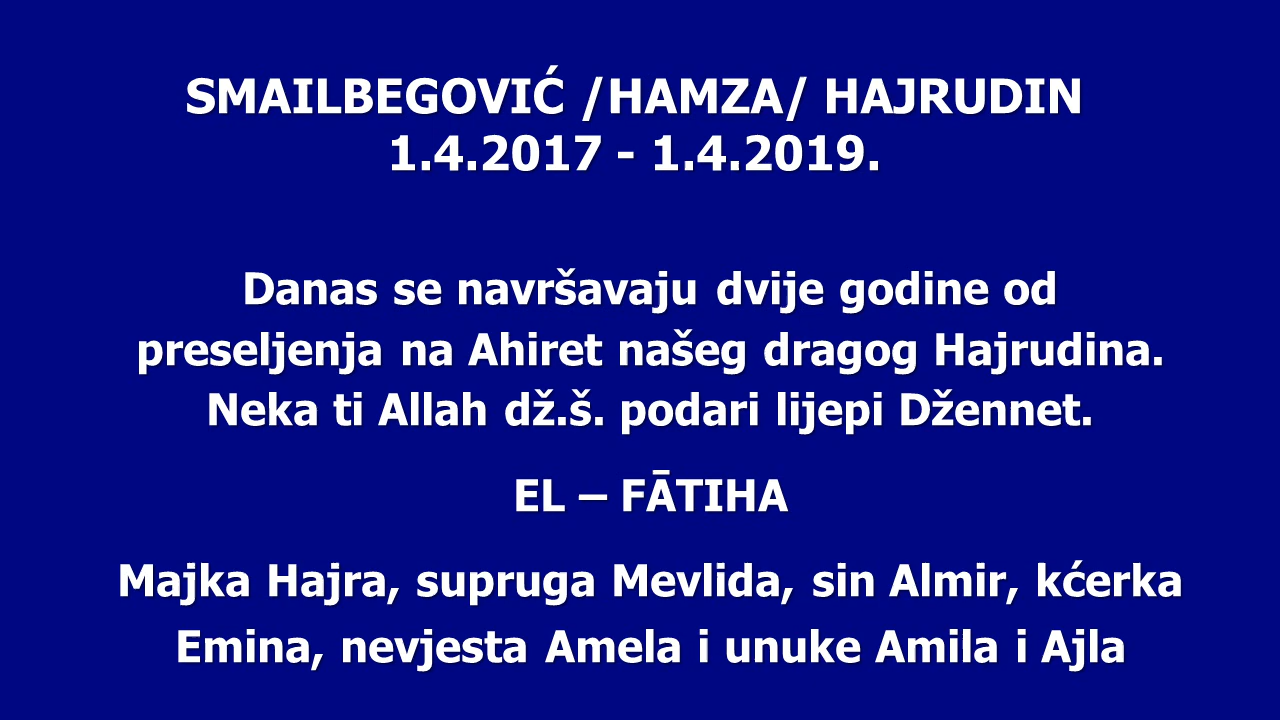 SMAILBEGOVIĆ /HAMZA/ HAJRUDIN
1.4.2017 - 1.4.2019.
Danas se navršavaju dvije godine od
preseljenja na Ahiret našeg dragog Hajrudina.
Neka ti Allah dž.š. podari lijepi Džennet.
EL – FĀTIHA
Majka Hajra, supruga Mevlida, sin Almir, kćerka
Emina, nevjesta Amela i unuke Amila i Ajla